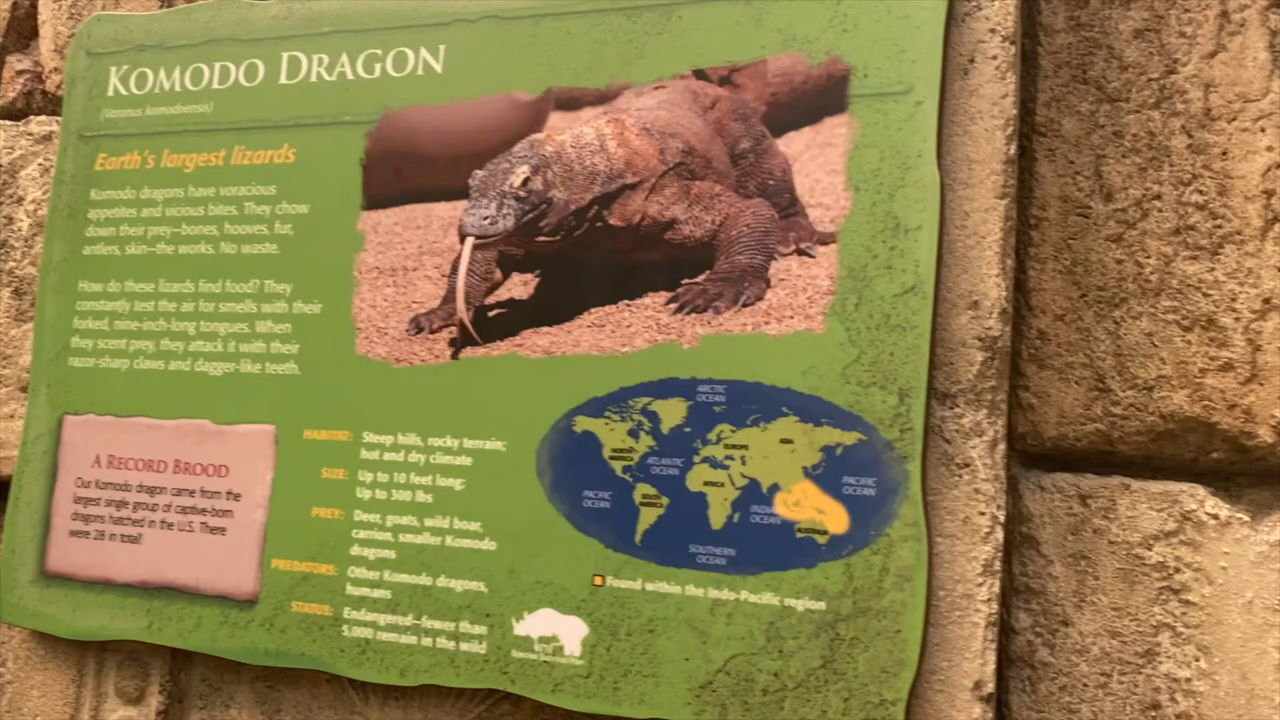 KOMODO DRAGON
(Varanus komodoensis)
Earth's largest lizards
Komodo dragons have voracious
appetites and vicious bites. They chow
down their prey—bones, hooves, fur,
antlers, skin—the works. No waste.
How do these lizards find food? They
constantly test the air for smells with their
forked, nine-inch-long tongues. When
they scent prey, they attack it with their
razor-sharp claws and dagger-like teeth.
A RECORD BROOD
Our Komodo dragon came from the
largest single group of captive-born
dragons hatched in the U.S. There
were 28 in total!
HABITAT: Steep hills, rocky terrain;
hot and dry climate
SIZE: Up to 10 feet long;
Up to 300 lbs
PREY: Deer, goats, wild boar,
carrion, smaller Komodo
dragons
PREDATORS: Other Komodo dragons,
humans
STATUS: Endangered—fewer than
5,000 remain in the wild
ARCTIC
OCEAN
NORTH
AMERICA
ATLANTIC
OCEAN
EUROPE
ASIA
AFRICA
PACIFIC
OCEAN
SOUTH
AMERICA
OCEAN
PACIFIC
OCEAN
AUSTRALIA
SOUTHERN
OCEAN
Found within the Indo-Pacific region